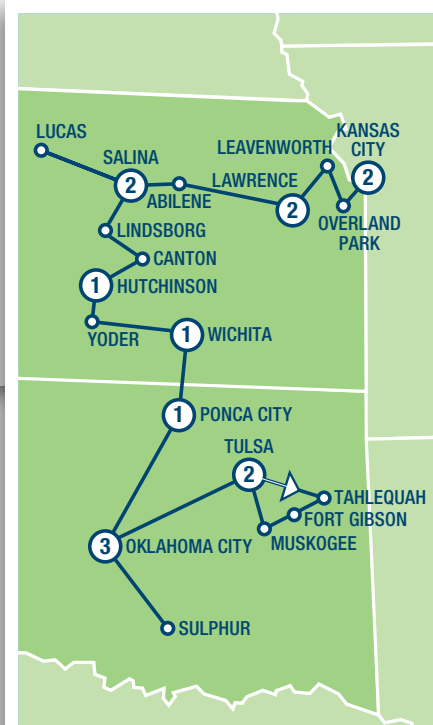 LUCAS
SALINA
2
ABILENE
LEAVENWORTH
LAWRENCE
2
KANSAS
CITY
2
OVERLAND
PARK
LINDSBORG
CANTON
1
HUTCHINSON
YODER
1
WICHITA
1
PONCA CITY
TULSA
2
TAHLEQUAH
FORT GIBSON
MUSKOGEE
3
OKLAHOMA CITY
SULPHUR